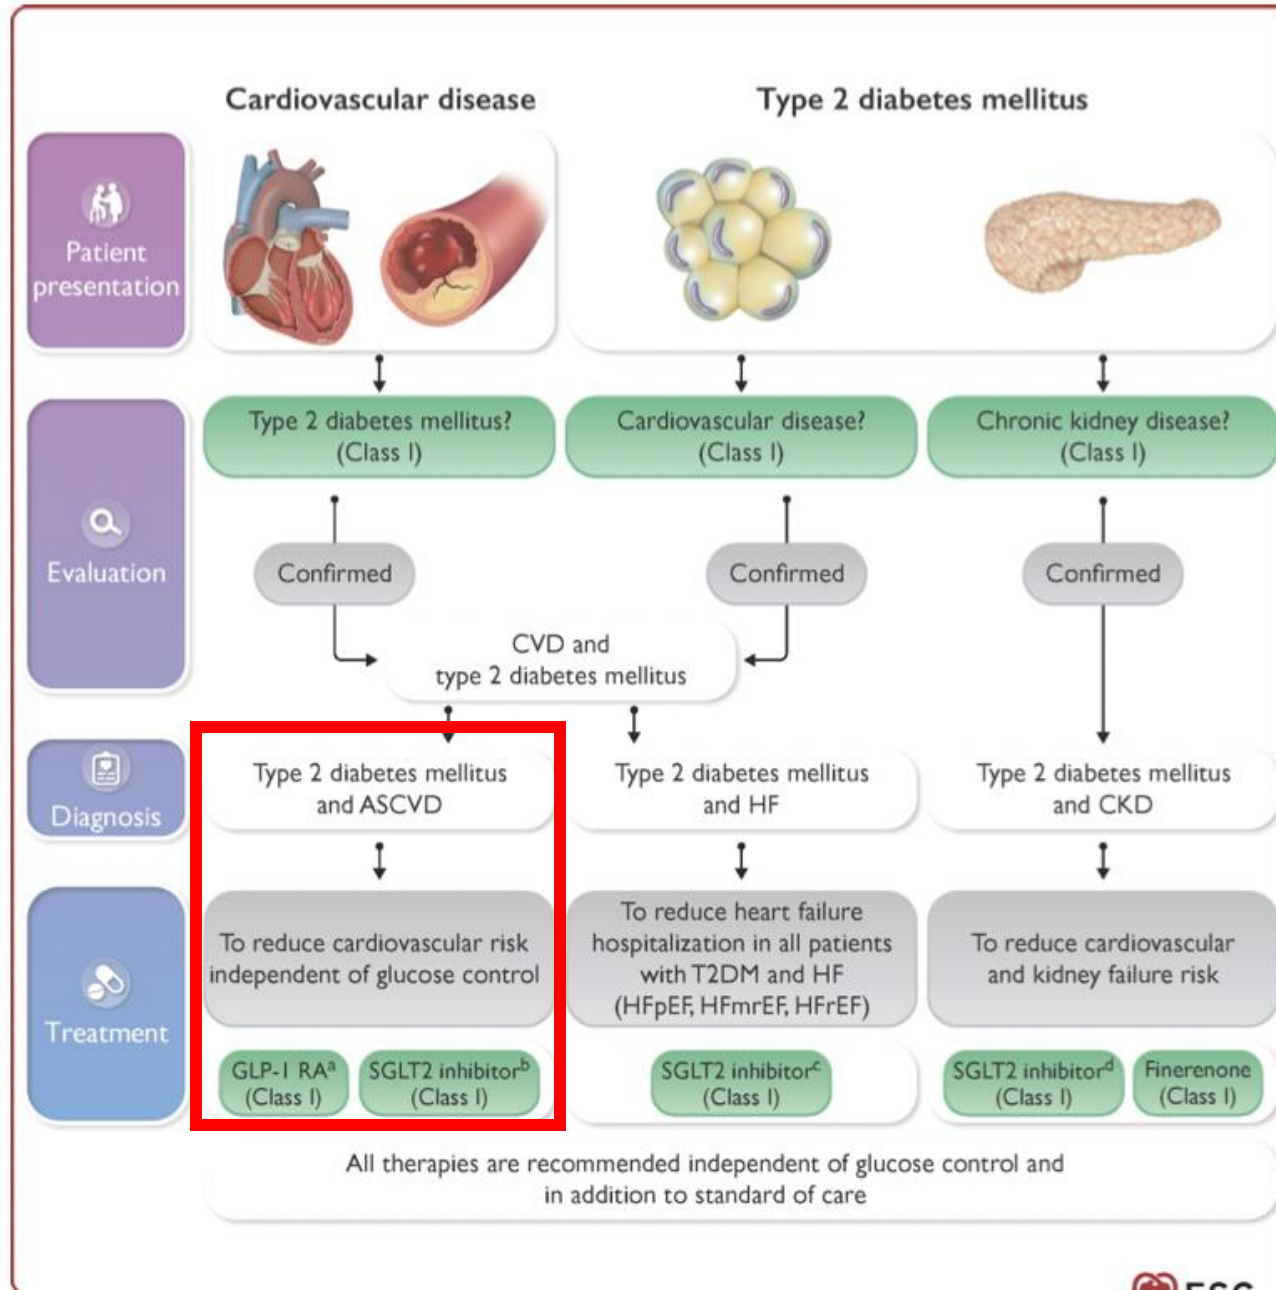 Cardiovascular disease
Type 2 diabetes mellitus
Patient
presentation
Type 2 diabetes mellitus?
(Class I)
Cardiovascular disease?
(Class I)
Chronic kidney disease?
(Class I)
Evaluation
Confirmed
Confirmed
Confirmed
CVD and
type 2 diabetes mellitus
Diagnosis
Type 2 diabetes mellitus
and ASCVD
Type 2 diabetes mellitus
and HF
Type 2 diabetes mellitus
and CKD
Treatment
To reduce cardiovascular risk
independent of glucose control
To reduce heart failure
hospitalization in all patients
with T2DM and HF
(HFpEF, HFmrEF, HFrEF)
To reduce cardiovascular
and kidney failure risk
GLP-1 RAᵃ
(Class I)
SGLT2 inhibitorᵇ
(Class I)
SGLT2 inhibitorᶜ
(Class I)
SGLT2 inhibitorᵈ
(Class I)
Finerenone
(Class I)
All therapies are recommended independent of glucose control and
in addition to standard of care